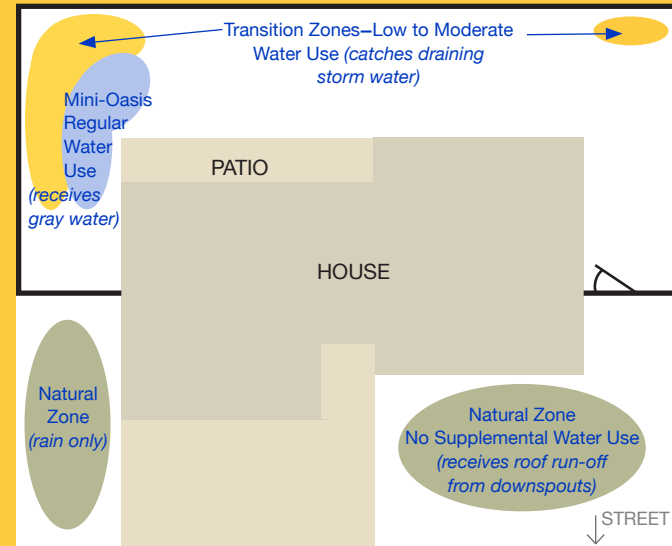 Transition Zones–Low to Moderate
Water Use (catches draining
storm water)
Mini-Oasis
Regular
Water
Use
(receives
gray water)
PATIO
HOUSE
Natural
Zone
(rain only)
Natural Zone
No Supplemental Water Use
(receives roof run-off
from downspouts)
STREET